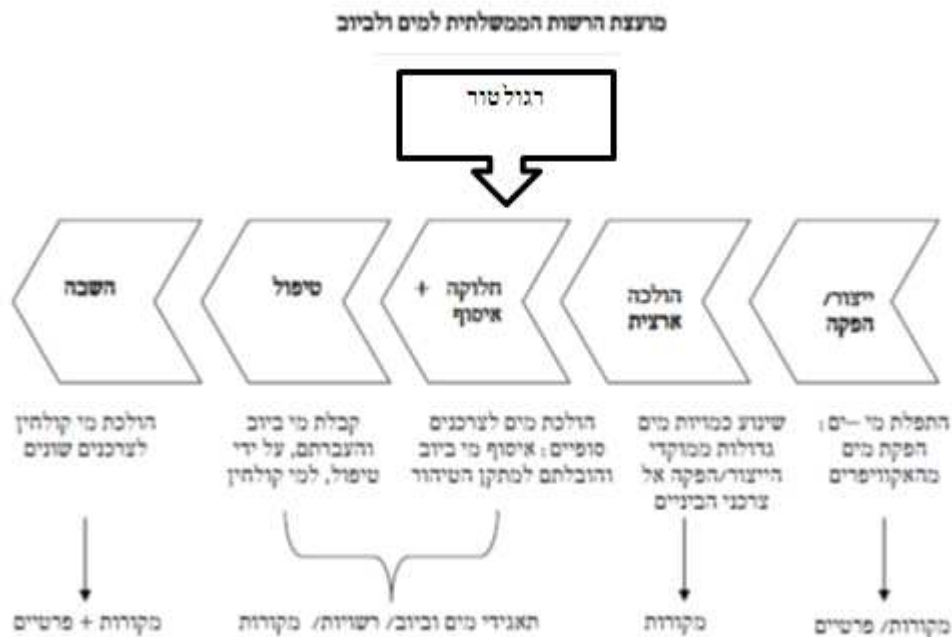 מועצת הרשות הממשלתית למים ולביוב
רגולטור
ייצור/
הפקה
הולכה
ארצית
חלוקה +
איסוף
טיפול
השבה
התפלת מי –ים:
הפקת מים
מהאקוויפרים
שינוע כמויות מים
גדולות ממוקדי
הייצור/הפקה אל
צרכני הביניים
הולכת מים לצרכנים
סופיים: איסוף מי ביוב
והובלתם למתקן הטיהור
קבלת מי ביוב
והעברתם, על ידי
טיפול, למי קולחין
הולכת מי קולחין
לצרכנים שונים
מקורות/ פרטיים
מקורות
תאגידי מים וביוב/ רשויות/ מקורות
מקורות + פרטיים